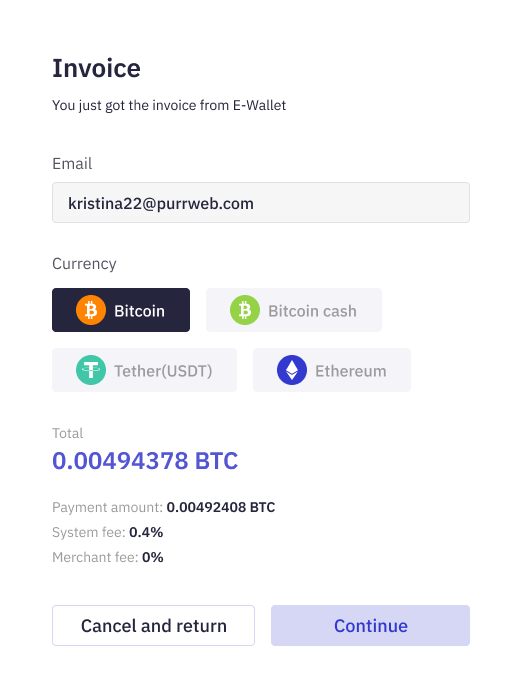 Invoice
You just got the invoice from E-Wallet
Email
kristina22@purrweb.com
Currency
Bitcoin
Bitcoin cash
Tether(USDT)
Ethereum
Total
0.00494378 BTC
Payment amount: 0.00492408 BTC
System fee: 0.4%
Merchant fee: 0%
Cancel and return
Continue